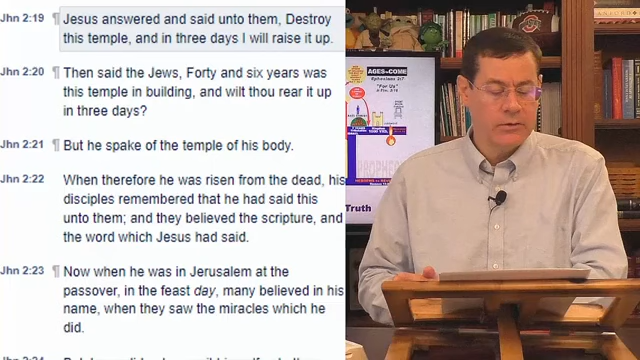 Jhn 2:19 ¶ Jesus answered and said unto them, Destroy
this temple, and in three days I will raise it up.
Jhn 2:20 ¶ Then said the Jews, Forty and six years was
this temple in building, and wilt thou rear it up
in three days?
Jhn 2:21 ¶ But he spake of the temple of his body.
Jhn 2:22 ¶ When therefore he was risen from the dead, his
disciples remembered that he had said this
unto them; and they believed the scripture, and
the word which Jesus had said.
Jhn 2:23 ¶ Now when he was in Jerusalem at the
passover, in the feast day, many believed in his
name, when they saw the miracles which he
did.
AGES to COME
Ephesians 2:7
"For Us"
PROPHECY
Truth